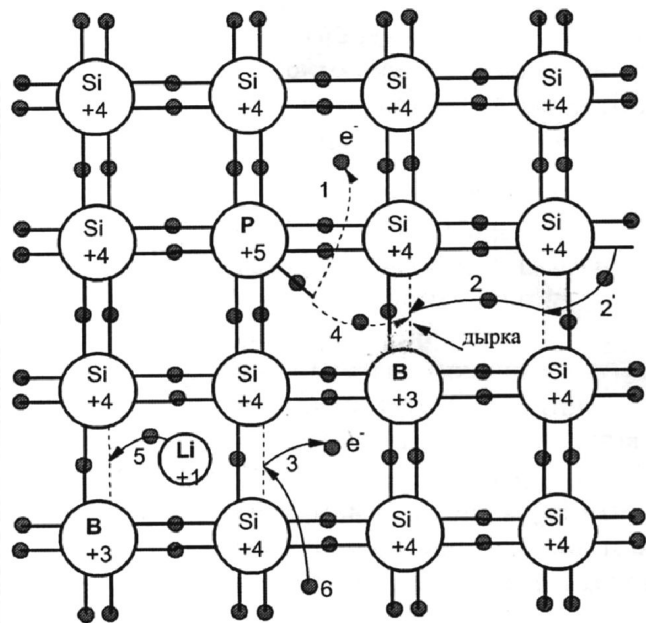 Si Si Si Si
+4 +4 +4 +4
e⁻
1
Si P Si Si
+4 +5 +4 +4
2
2'
4
дырка
Si Si B Si
+4 +4 +3 +4
5 Li 3 e⁻
+1
B Si Si Si
+3 +4 +4 +4
6